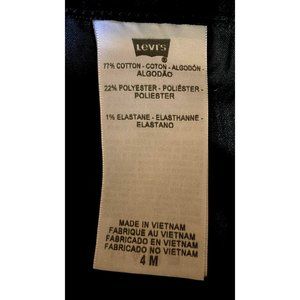 Levi's
®
77% COTTON - COTON - ALGODÓN -
ALGODÃO
22% POLYESTER - POLIÉSTER -
POLIESTER
1% ELASTANE - ELASTHANNE -
ELASTANO
MADE IN VIETNAM
FABRIQUE AU VIETNAM
FABRICADO EN VIETNAM
FABRICADO NO VIETNAM
4 M